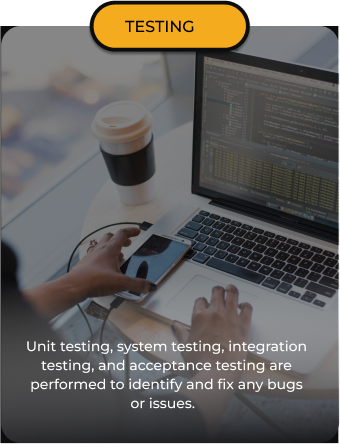 TESTING
Unit testing, system testing, integration
testing, and acceptance testing are
performed to identify and fix any bugs
or issues.